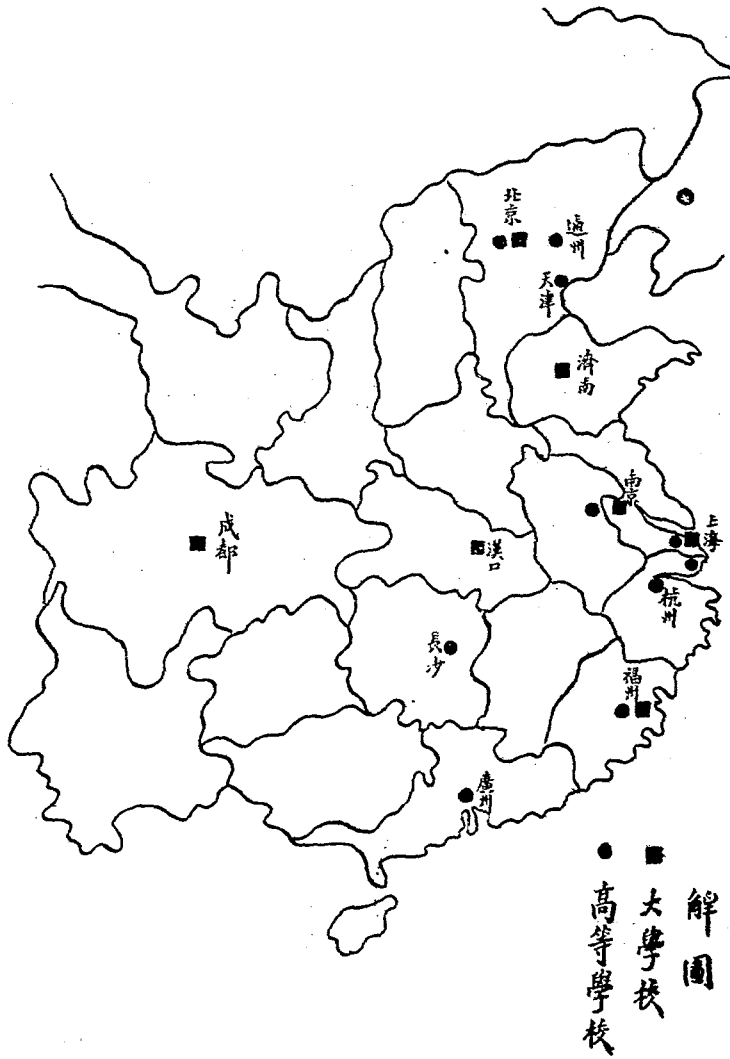 北京
通州
天津
濟南
南京
上海
成都
漢口
杭州
長沙
福州
廣州
解圖
大學校
高等學校